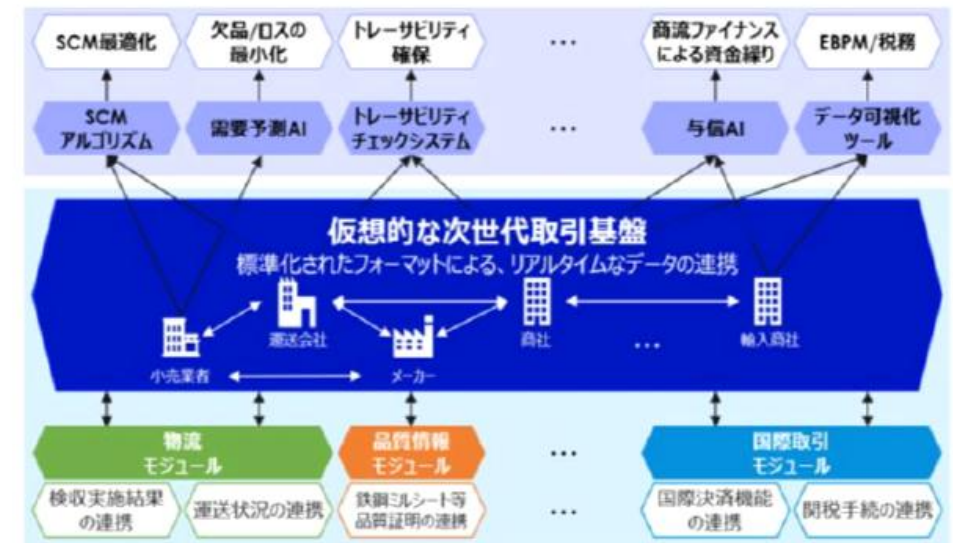 SCM最適化
欠品/ロスの
最小化
トレーサビリティ
確保
…
商流ファイナンス
による資金繰り
EBPM/税務
SCM
アルゴリズム
需要予測AI
トレーサビリティ
チェックシステム
…
与信AI
データ可視化
ツール
仮想的な次世代取引基盤
標準化されたフォーマットによる、リアルタイムなデータの連携
小売業者
運送会社
メーカー
商社
…
輸入商社
物流
モジュール
品質情報
モジュール
…
国際取引
モジュール
検収実施結果
の連携
運送状況の連携
鉄鋼ミルシート等
品質証明の連携
…
国際決済機能
の連携
関税手続の連携